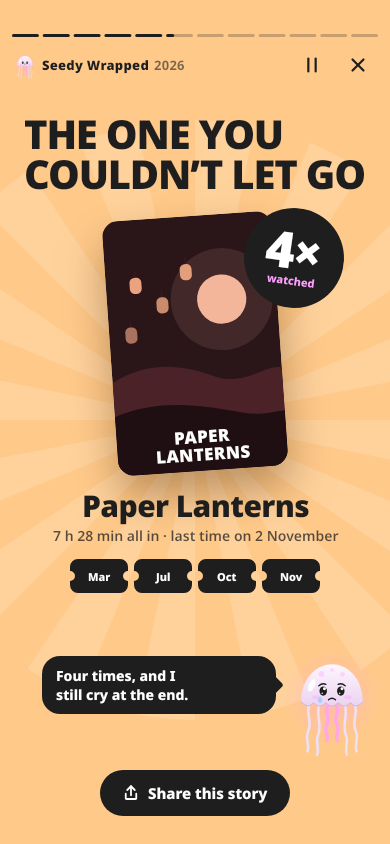 Seedy Wrapped 2026
THE ONE YOU
COULDN'T LET GO
4×
watched
PAPER
LANTERNS
Paper Lanterns
7 h 28 min all in · last time on 2 November
Mar Jul Oct Nov
Four times, and I
still cry at the end.
Share this story